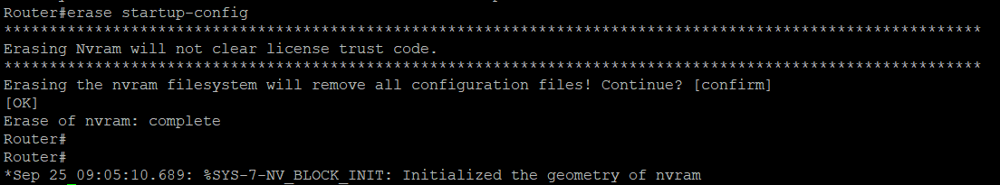 Router#erase startup-config
************************************************************************************************************
Erasing Nvram will not clear license trust code.
************************************************************************************************************
Erasing the nvram filesystem will remove all configuration files! Continue? [confirm]
[OK]
Erase of nvram: complete
Router#
Router#
*Sep 25 09:05:10.689: %SYS-7-NV_BLOCK_INIT: Initialized the geometry of nvram